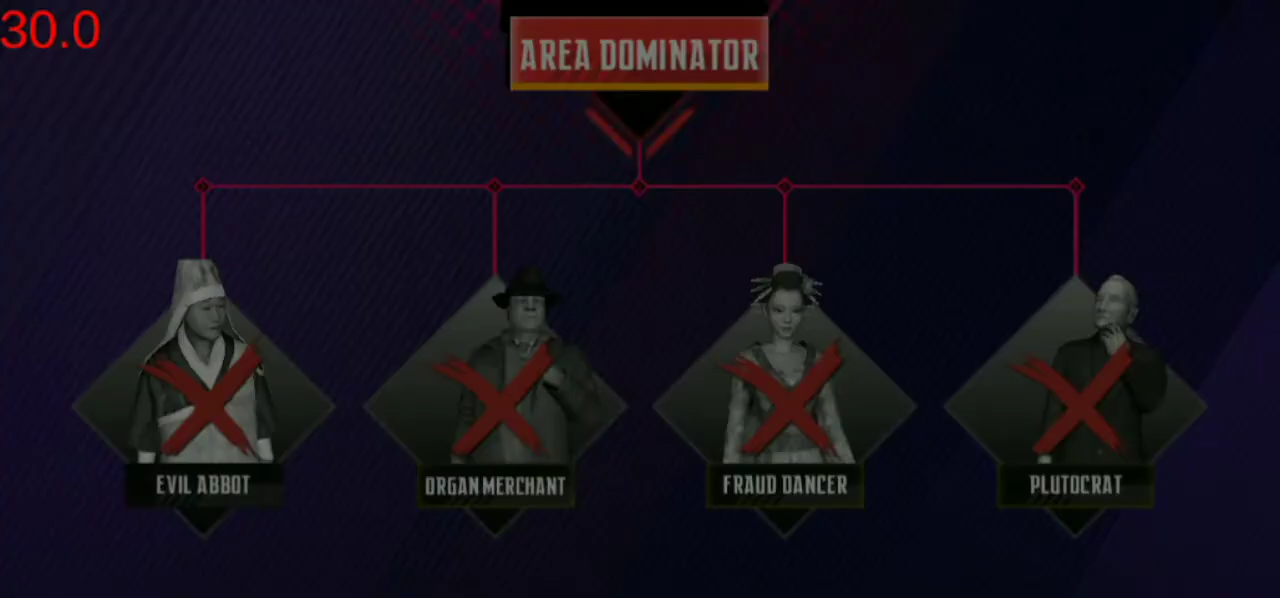 30.0
AREA DOMINATOR
EVIL ABBOT
ORGAN MERCHANT
FRAUD DANCER
PLUTOCRAT